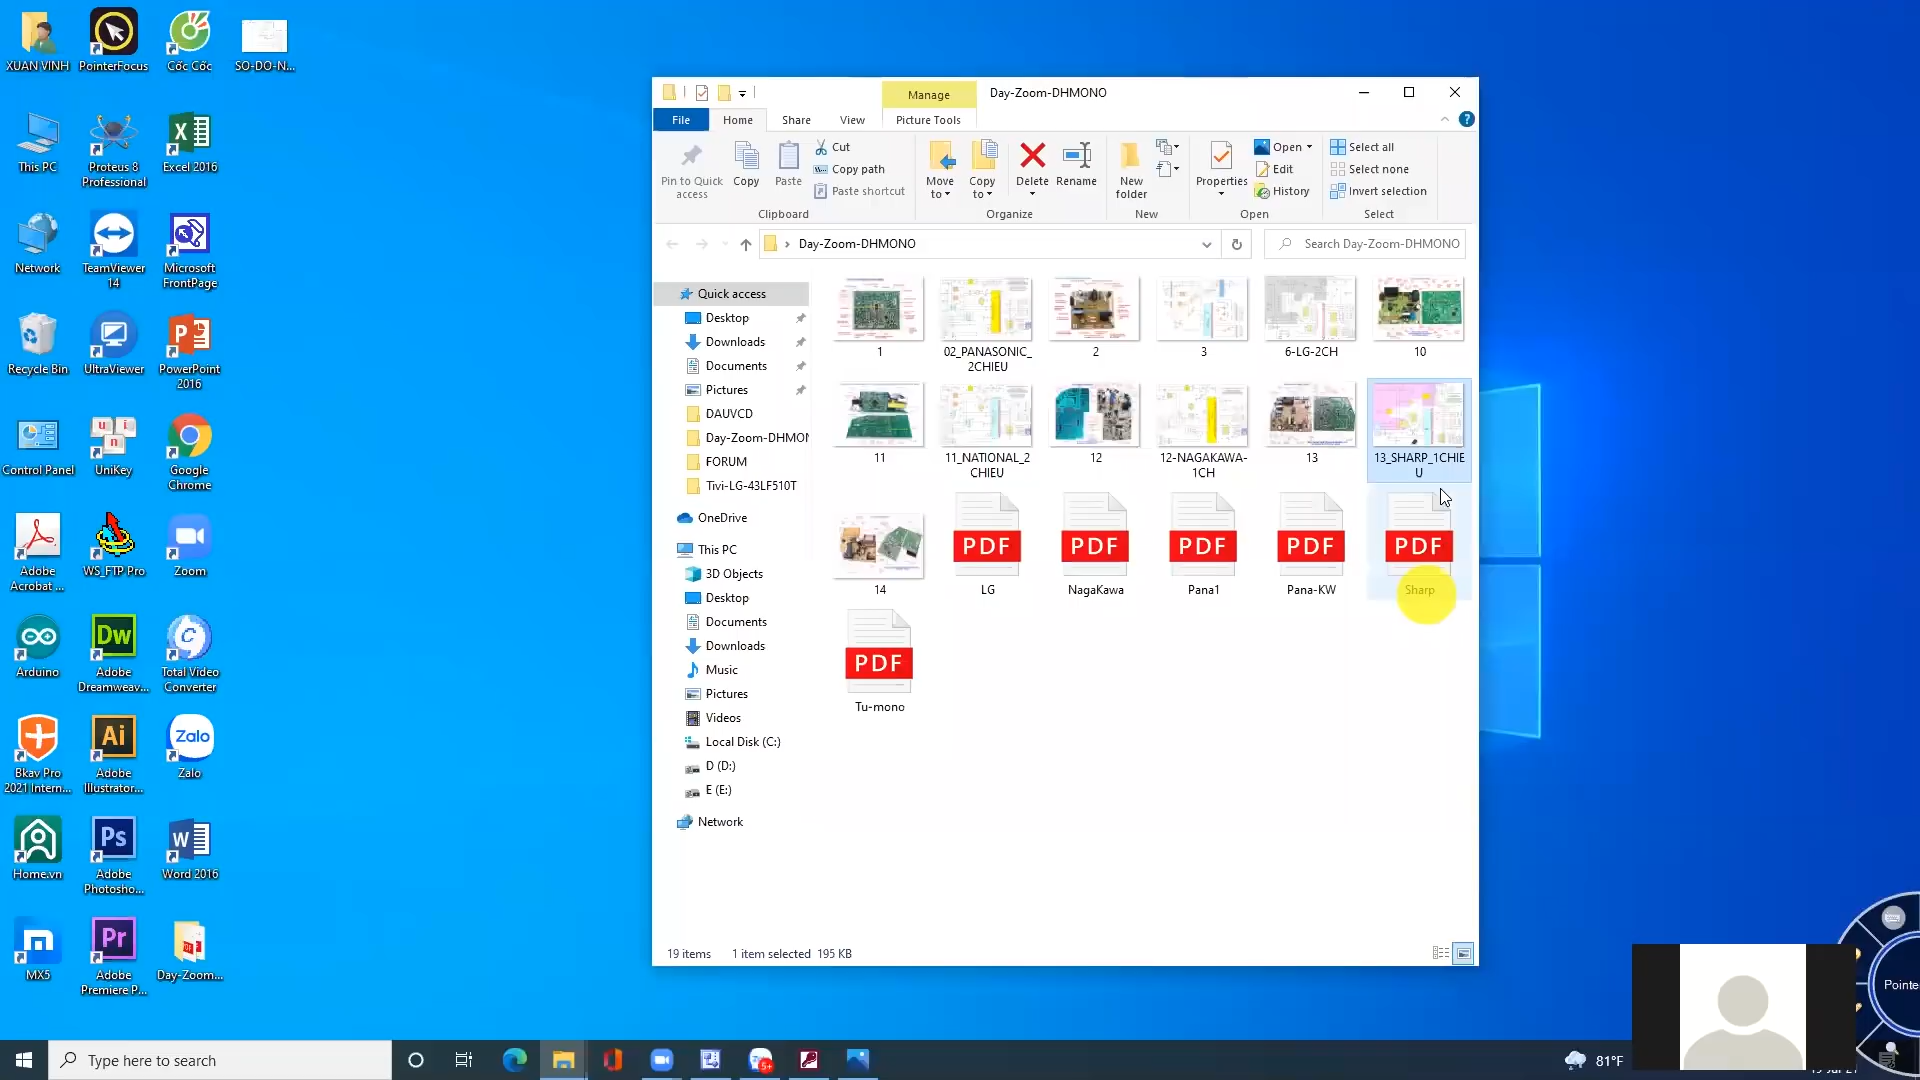 XUAN VINH
PointerFocus
Cốc Cốc
SO-DO-N...
This PC
Proteus 8
Professional
Excel 2016
Network
TeamViewer
14
Microsoft
FrontPage
Recycle Bin
UltraViewer
PowerPoint
2016
Control Panel
UniKey
Google
Chrome
Adobe
Acrobat ...
WS_FTP Pro
Zoom
Arduino
Adobe
Dreamweav...
Total Video
Converter
Bkav Pro
2021 Intern...
Adobe
Illustrator...
Zalo
Zalo
Home.vn
Adobe
Photosho...
Word 2016
MX5
Adobe
Premiere P...
Day-Zoom...
Manage
Day-Zoom-DHMONO
File
Home
Share
View
Picture Tools
Pin to Quick
access
Copy
Paste
Cut
Copy path
Paste shortcut
Clipboard
Move
to
Copy
to
Delete
Rename
Organize
New
folder
New
Properties
Open
Edit
History
Open
Select all
Select none
Invert selection
Select
Day-Zoom-DHMONO
Search Day-Zoom-DHMONO
Quick access
Desktop
Downloads
Documents
Pictures
DAUVCD
Day-Zoom-DHMON
FORUM
Tivi-LG-43LF510T
OneDrive
This PC
3D Objects
Desktop
Documents
Downloads
Music
Pictures
Videos
Local Disk (C:)
D (D:)
E (E:)
Network
1
02_PANASONIC_
2CHIEU
2
3
6-LG-2CH
10
11
11_NATIONAL_2
CHIEU
12
12-NAGAKAWA-
1CH
13
13_SHARP_1CHIE
U
14
PDF
LG
PDF
NagaKawa
PDF
Pana1
PDF
Pana-KW
PDF
Sharp
PDF
Tu-mono
19 items
1 item selected 195 KB
Pointe
Type here to search
5+
81°F